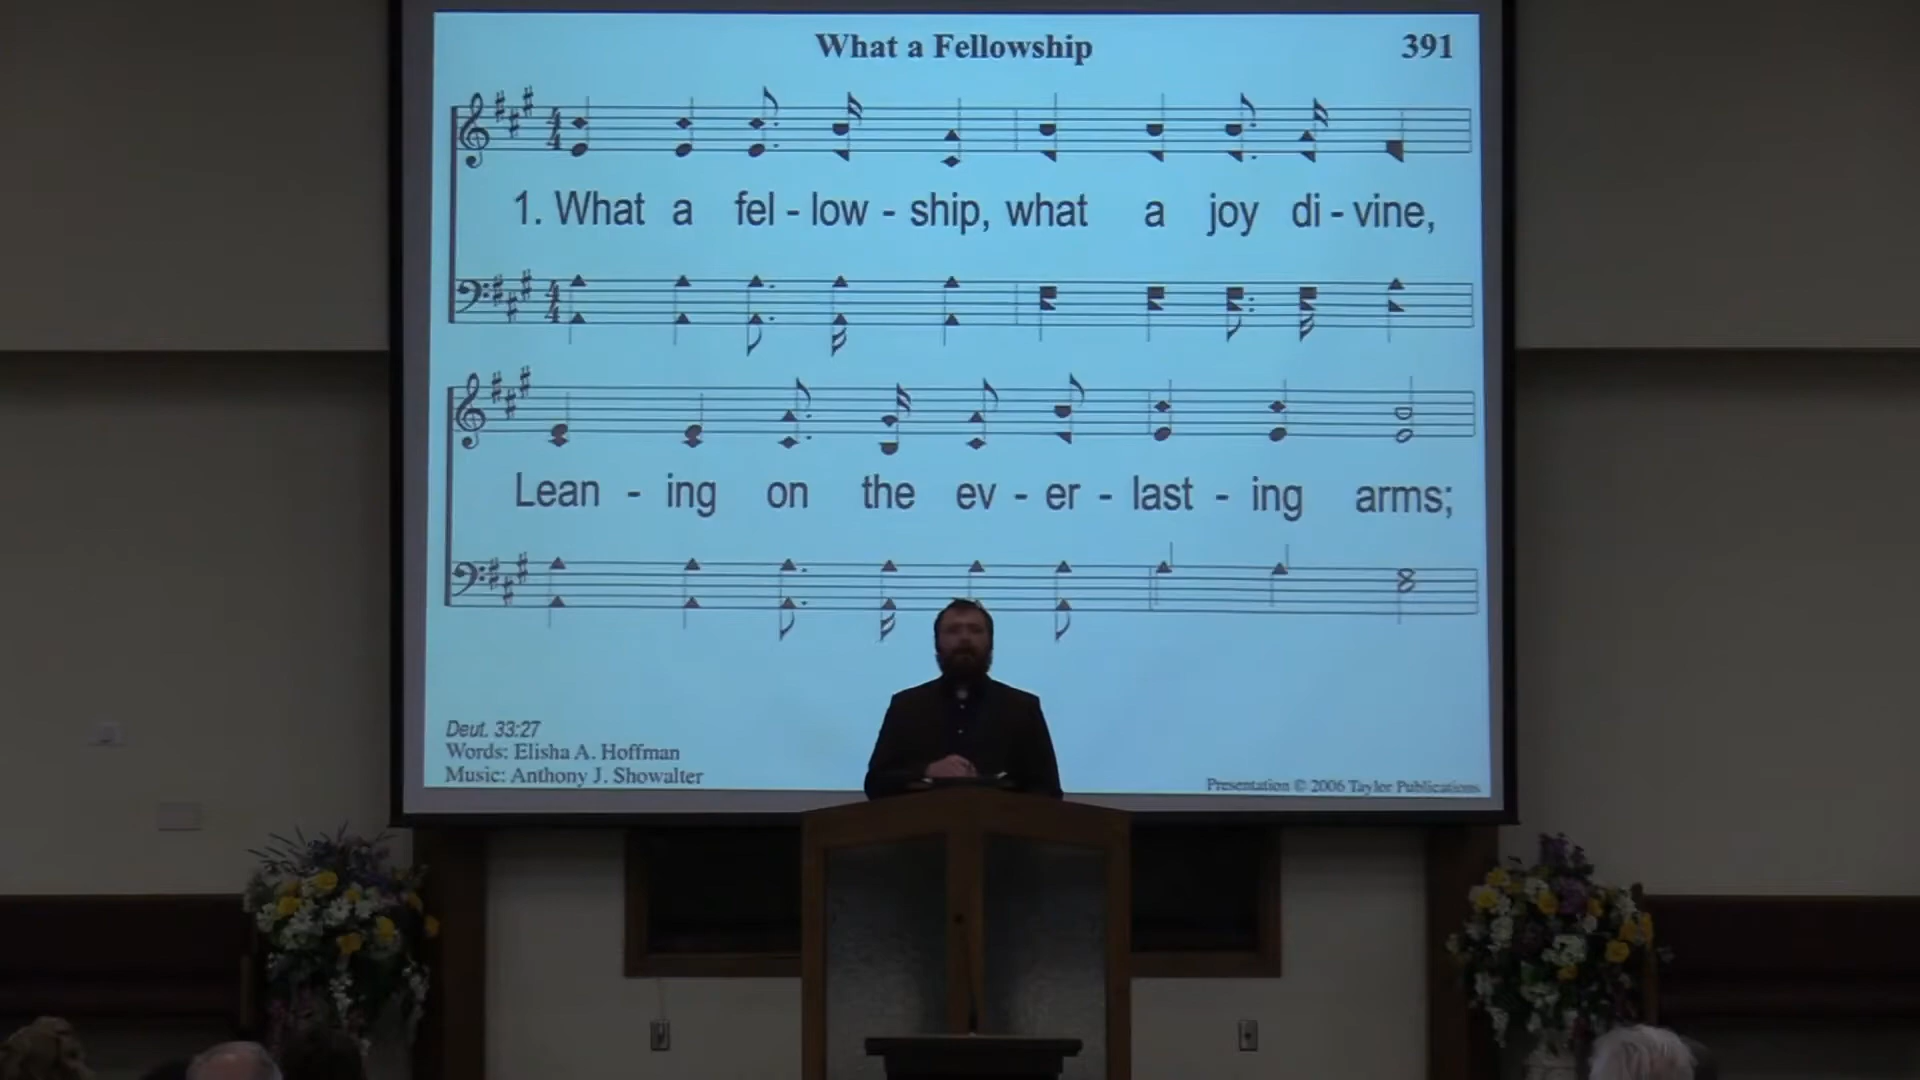 What a Fellowship 391
1. What a fel - low - ship, what a joy di - vine,
Lean - ing on the ev - er - last - ing arms;
Deut. 33:27
Words: Elisha A. Hoffman
Music: Anthony J. Showalter
Presentation © 2006 Taylor Publications